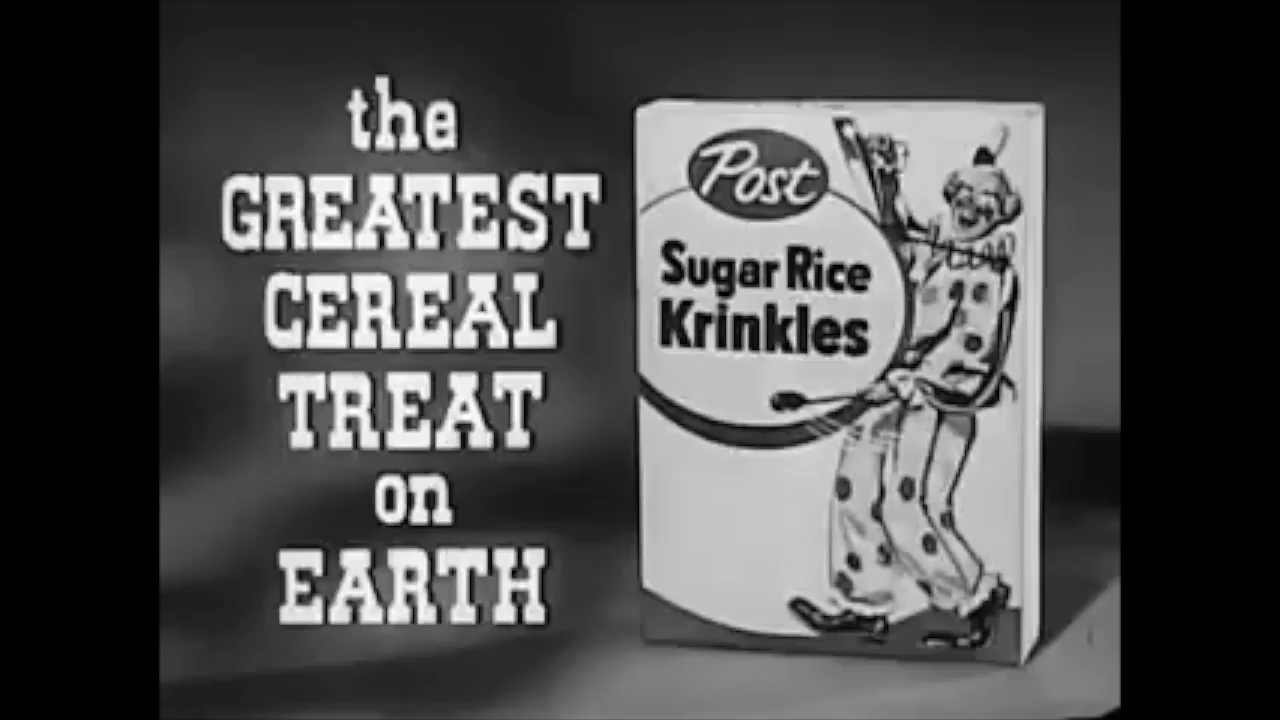 the
GREATEST
CEREAL
TREAT
on
EARTH
Post
Sugar Rice
Krinkles